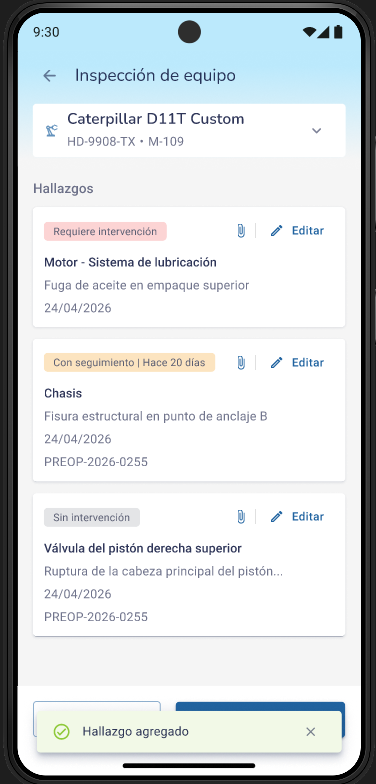 9:30
Inspección de equipo
Caterpillar D11T Custom
HD-9908-TX • M-109
Hallazgos
Requiere intervención
Editar
Motor - Sistema de lubricación
Fuga de aceite en empaque superior
24/04/2026
Con seguimiento | Hace 20 días
Editar
Chasis
Fisura estructural en punto de anclaje B
24/04/2026
PREOP-2026-0255
Sin intervención
Editar
Válvula del pistón derecha superior
Ruptura de la cabeza principal del pistón...
24/04/2026
PREOP-2026-0255
Hallazgo agregado